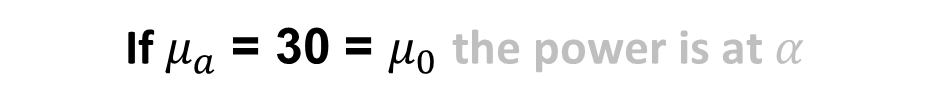 If μₐ = 30 = μ₀ the power is at α